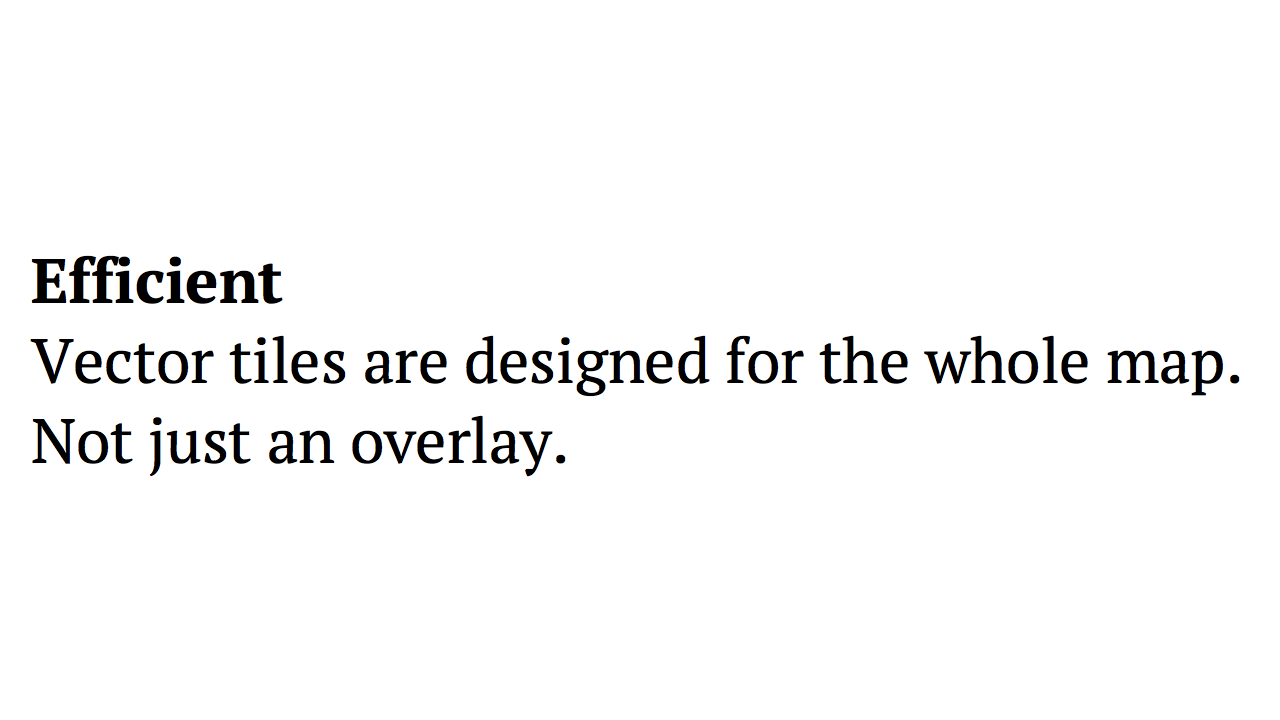 Efficient
Vector tiles are designed for the whole map.
Not just an overlay.